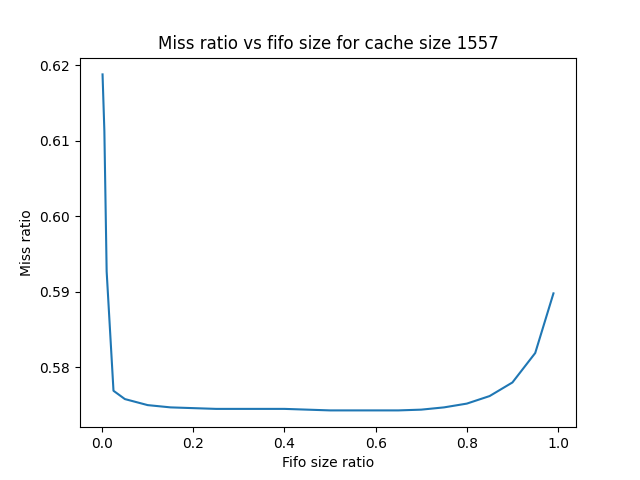 Miss ratio vs fifo size for cache size 1557
0.62
0.61
0.60
0.59
0.58
Miss ratio
0.0 0.2 0.4 0.6 0.8 1.0
Fifo size ratio